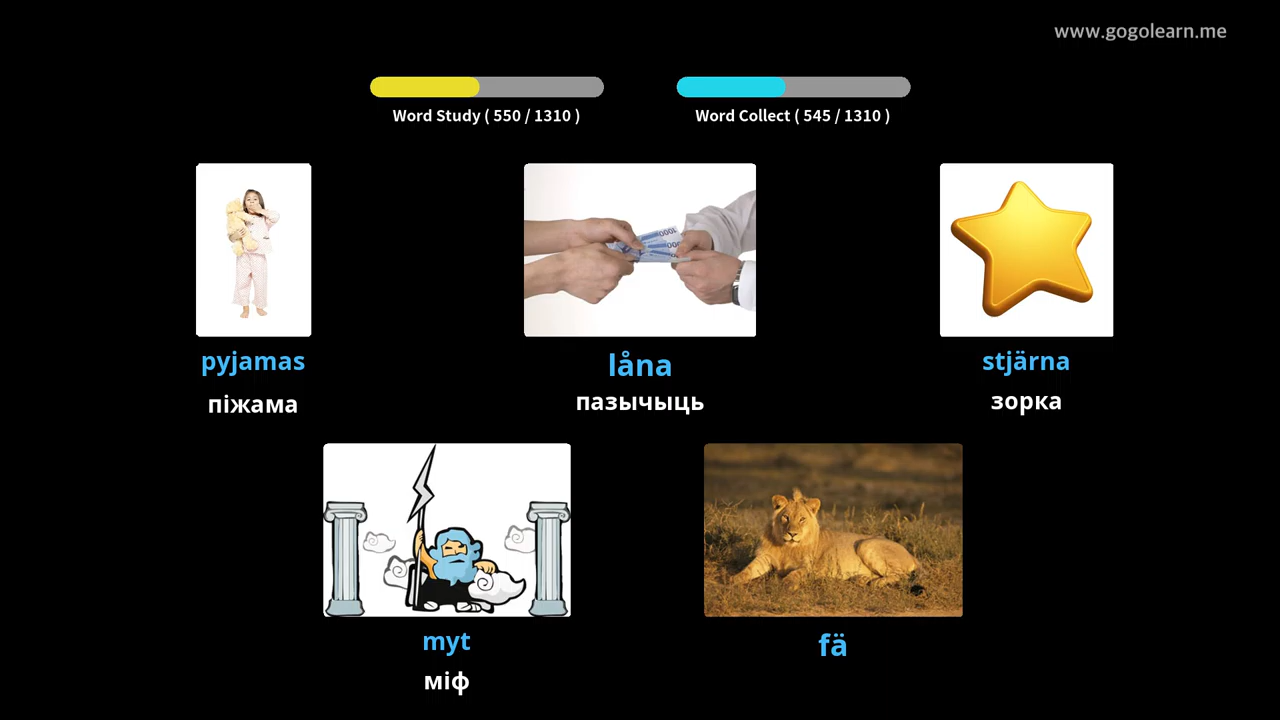 www.gogolearn.me
Word Study ( 550 / 1310 )
Word Collect ( 545 / 1310 )
pyjamas
піжама
låna
пазычыць
stjärna
зорка
myt
міф
fä